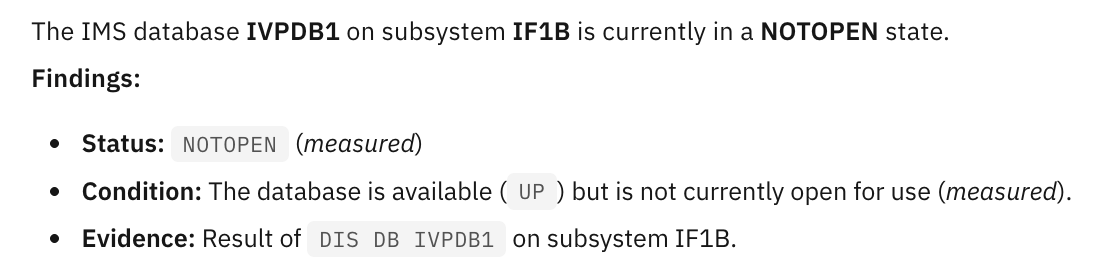 The IMS database IVPDB1 on subsystem IF1B is currently in a NOTOPEN state.
Findings:
• Status: NOTOPEN (measured)
• Condition: The database is available ( UP ) but is not currently open for use (measured).
• Evidence: Result of DIS DB IVPDB1 on subsystem IF1B.